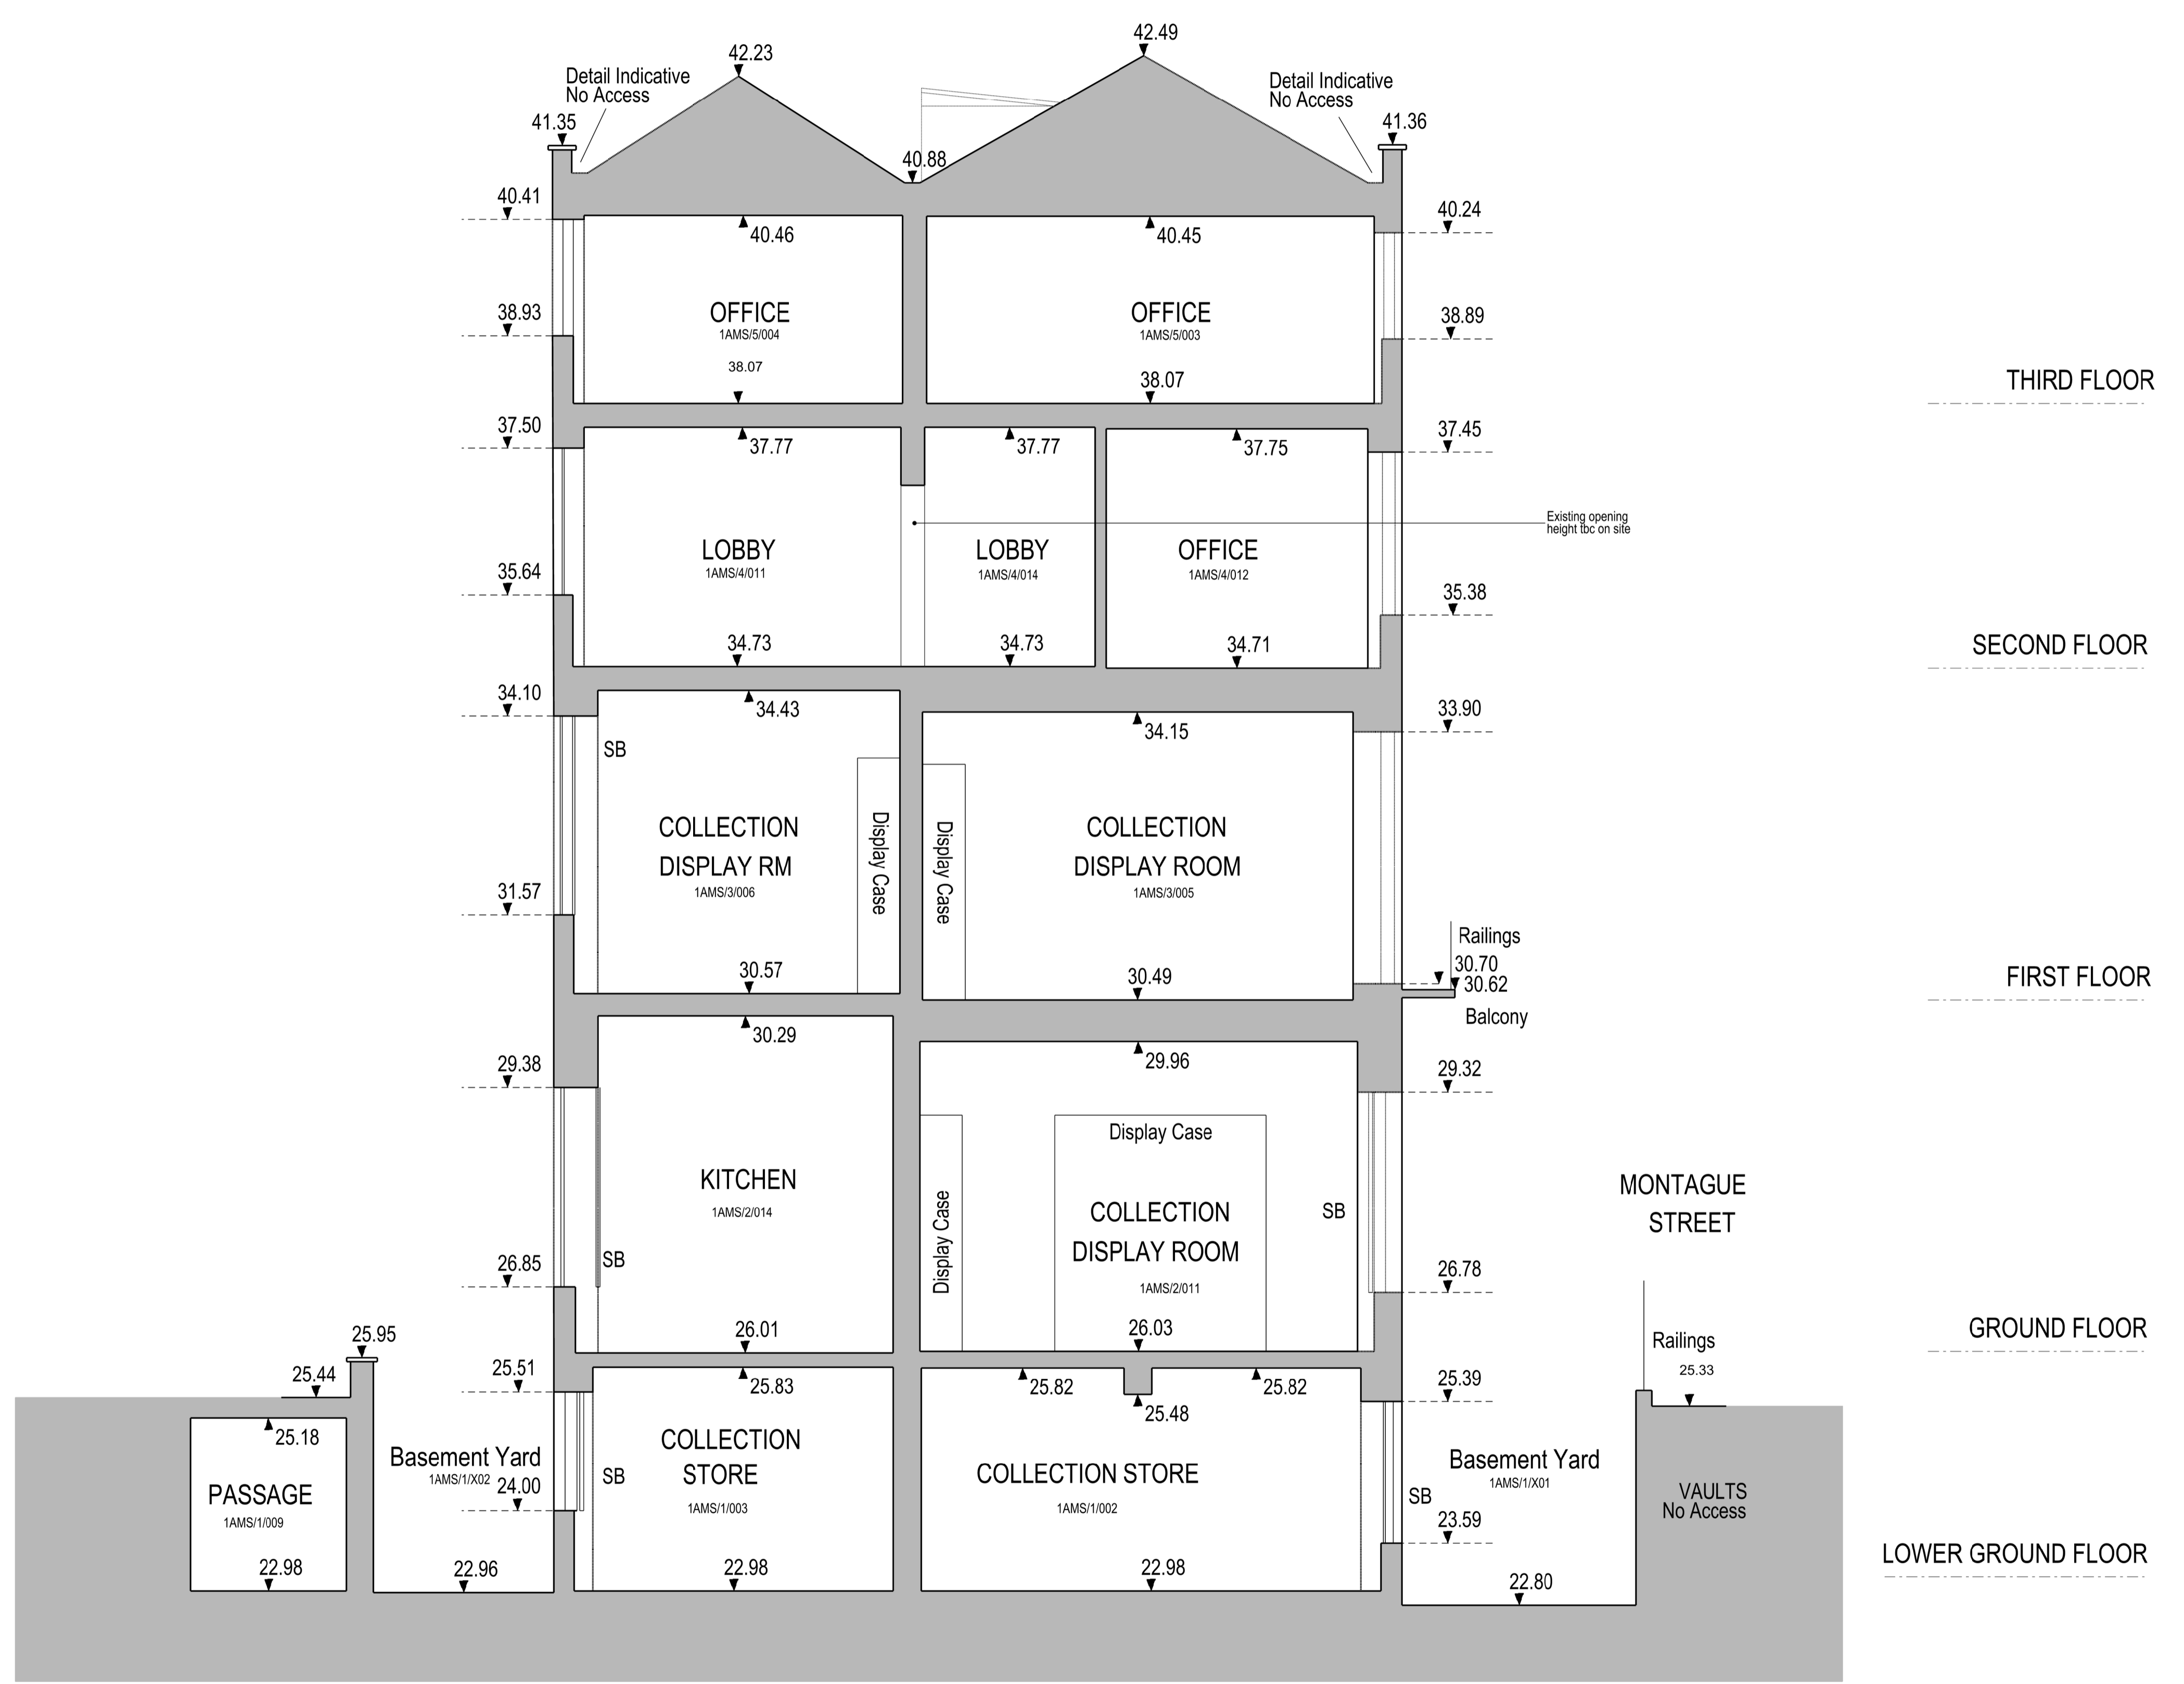 42.49
42.23
Detail Indicative
No Access
Detail Indicative
No Access
41.35
41.36
40.88
40.41
40.24
40.46
40.45
38.93
OFFICE
1AMS/5/004
38.07
OFFICE
1AMS/5/003
38.07
38.89
THIRD FLOOR
37.50
37.45
37.77
37.77
37.75
Existing opening
height tbc on site
LOBBY
1AMS/4/011
LOBBY
1AMS/4/014
OFFICE
1AMS/4/012
35.64
35.38
34.73
34.73
34.71
SECOND FLOOR
34.10
34.43
33.90
34.15
SB
COLLECTION
DISPLAY RM
1AMS/3/006
Display Case
Display Case
COLLECTION
DISPLAY ROOM
1AMS/3/005
31.57
Railings
30.70
30.62
Balcony
30.57
30.49
FIRST FLOOR
30.29
29.96
29.38
29.32
Display Case
KITCHEN
1AMS/2/014
Display Case
COLLECTION
DISPLAY ROOM
1AMS/2/011
SB
SB
MONTAGUE
STREET
26.85
26.78
26.01
26.03
GROUND FLOOR
25.95
25.44
25.51
25.83
25.82
25.82
25.48
25.39
Railings
25.33
25.18
PASSAGE
1AMS/1/009
Basement Yard
1AMS/1/X02
24.00
SB
COLLECTION
STORE
1AMS/1/003
COLLECTION STORE
1AMS/1/002
SB
Basement Yard
1AMS/1/X01
VAULTS
No Access
23.59
22.98
22.96
22.98
22.98
22.80
LOWER GROUND FLOOR